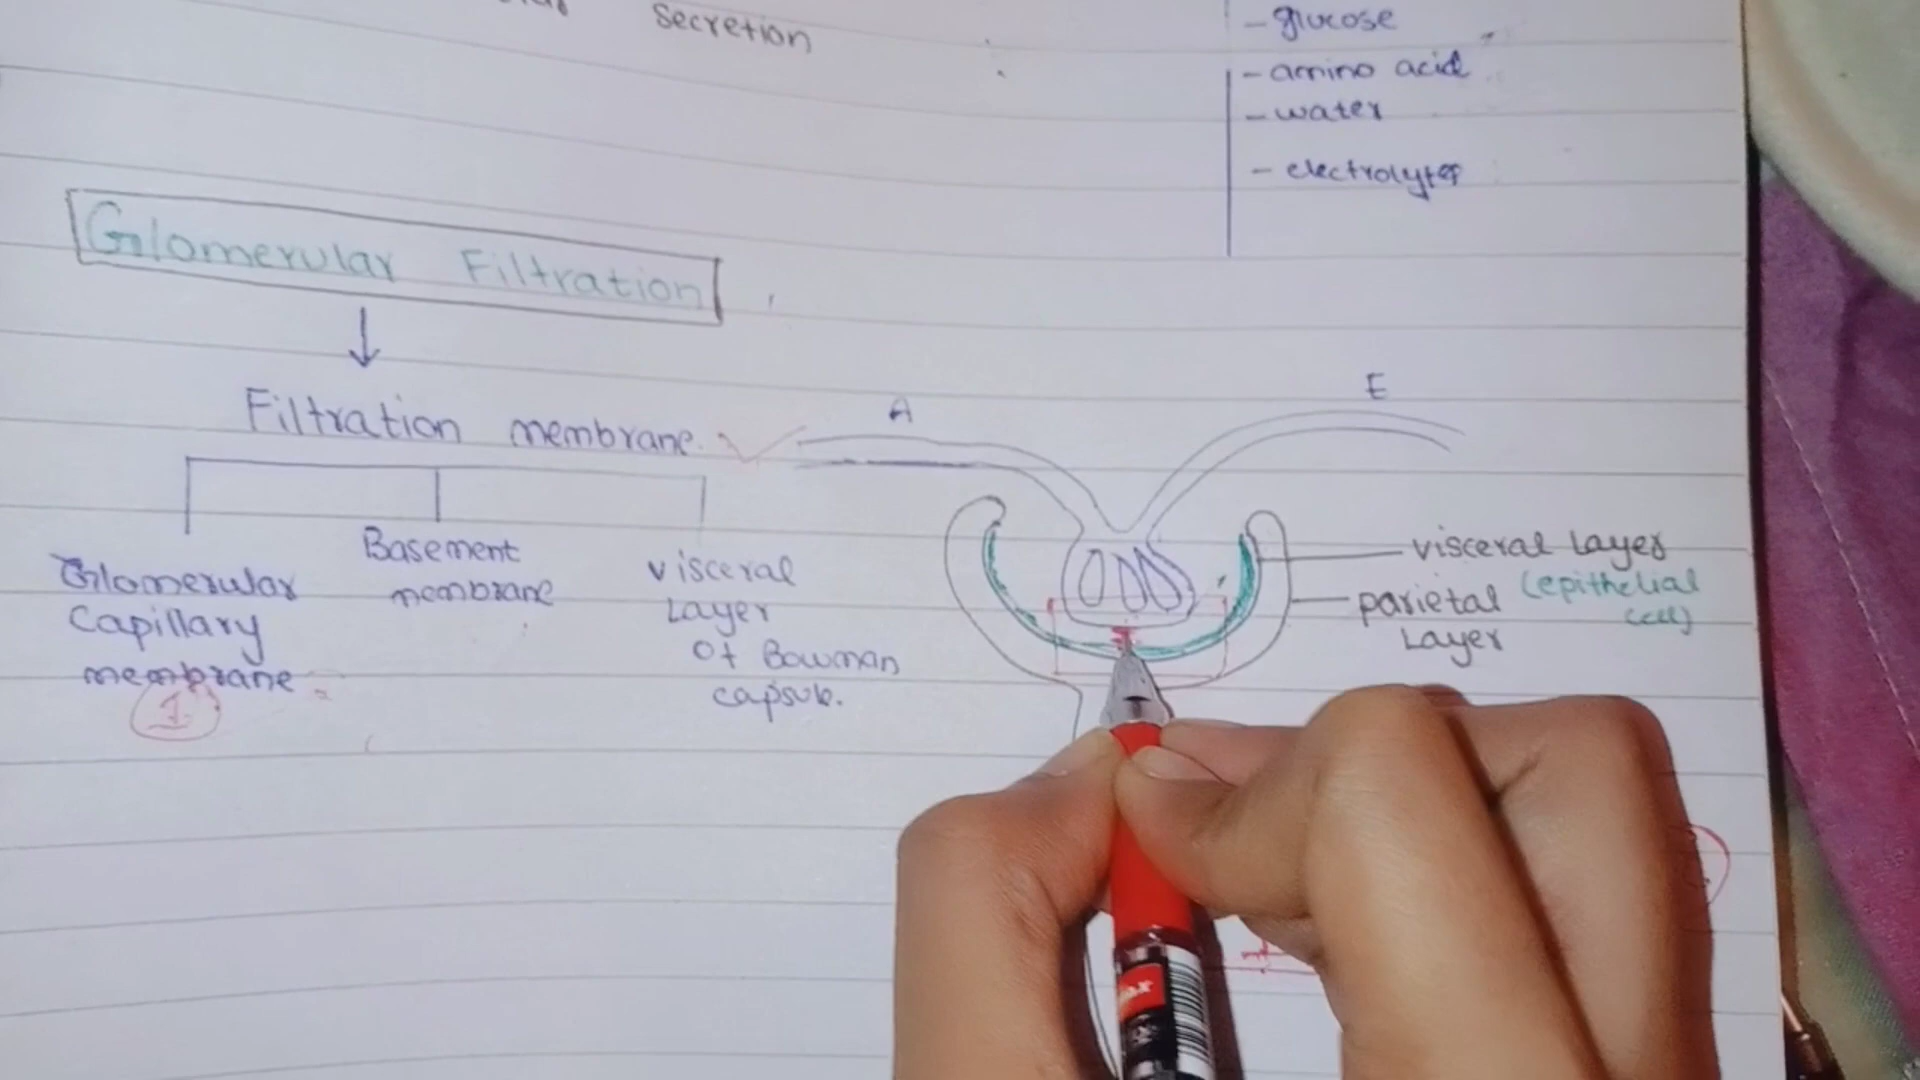 Secretion
- glucose
- amino acid
- water
- electrolytes
Glomerular Filtration
Filtration membrane
A
E
Glomerular
Capillary
membrane
1
Basement
membrane
visceral
Layer
Of Bowman
capsule.
visceral Layer
(epithelial
cell)
parietal
Layer